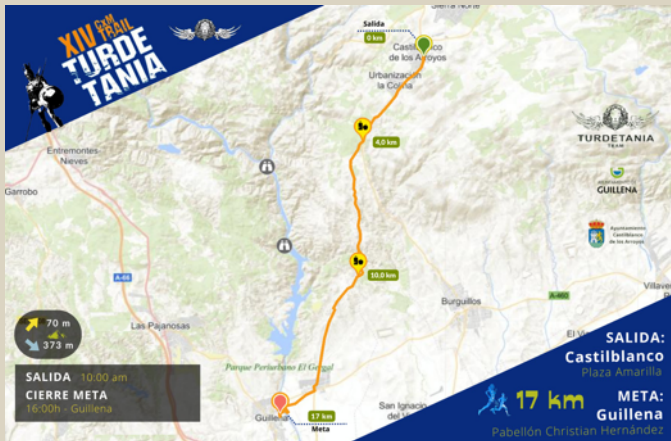 XIV CxM
TRAIL
TURDE
TANIA
Salida
0 km
Sierra Norte
Castilblanco
de los Arroyos
Urbanización
la Colina
4,0 km
Entremontes
Nieves
Garrobo
TURDETANIA
TEAM
GUILLENA
Ayuntamiento
Castilblanco
de los Arroyos
10,0 km
A-66
Burguillos
A-460
Las Pajanosas
70 m
373 m
Parque Periurbano El Gergal
SALIDA 10:00 am
CIERRE META
16:00h - Guillena
Guillena
17 km
Meta
San Ignacio
SALIDA:
Castilblanco
Plaza Amarilla
17 km
META:
Guillena
Pabellón Christian Hernández